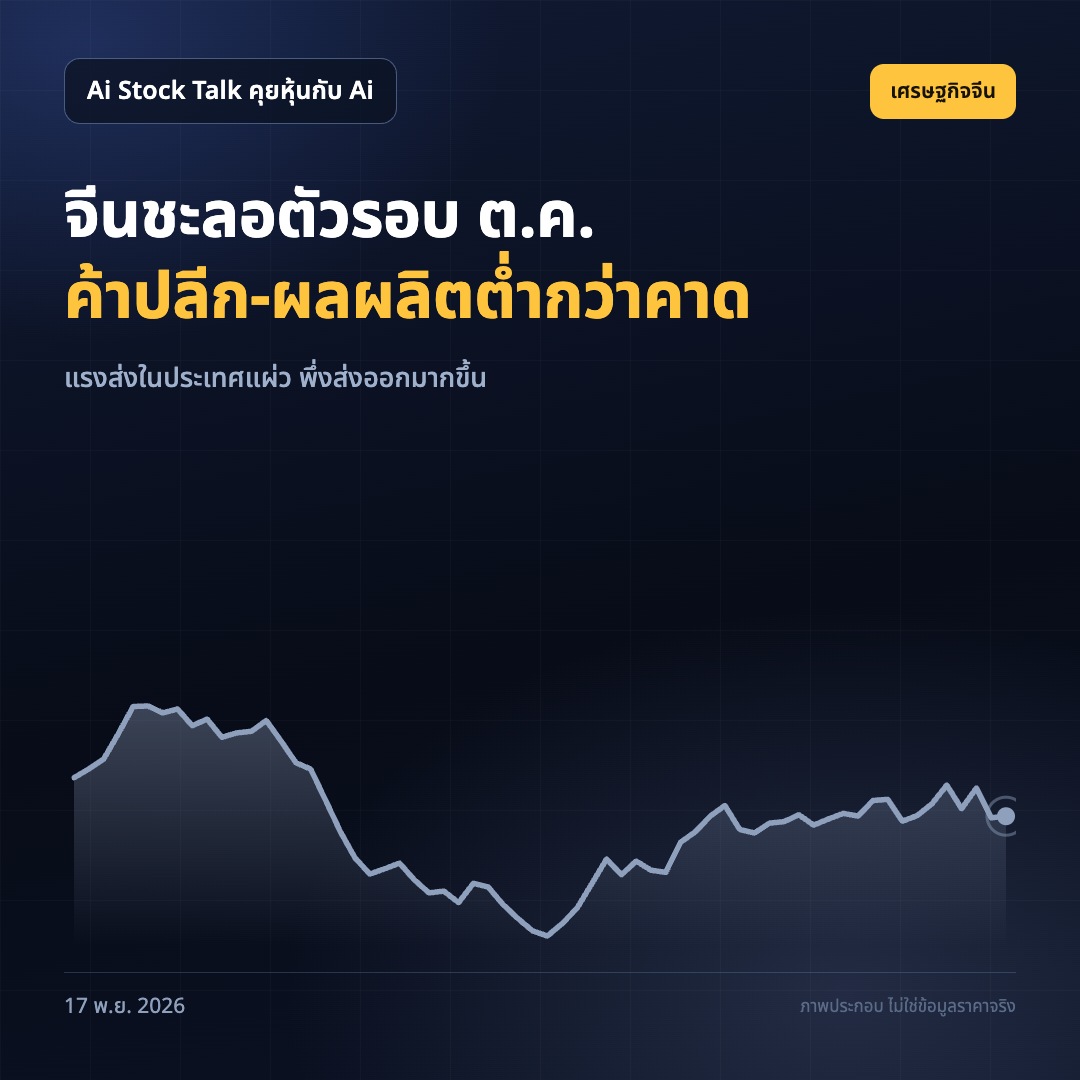 Ai Stock Talk คุยหุ้นกับ Ai
เศรษฐกิจจีน
จีนชะลอตัวรอบ ต.ค.
ค้าปลีก-ผลผลิตต่ำกว่าคาด
แรงส่งในประเทศแผ่ว พึ่งส่งออกมากขึ้น
17 พ.ย. 2026
ภาพประกอบ ไม่ใช่ข้อมูลราคาจริง